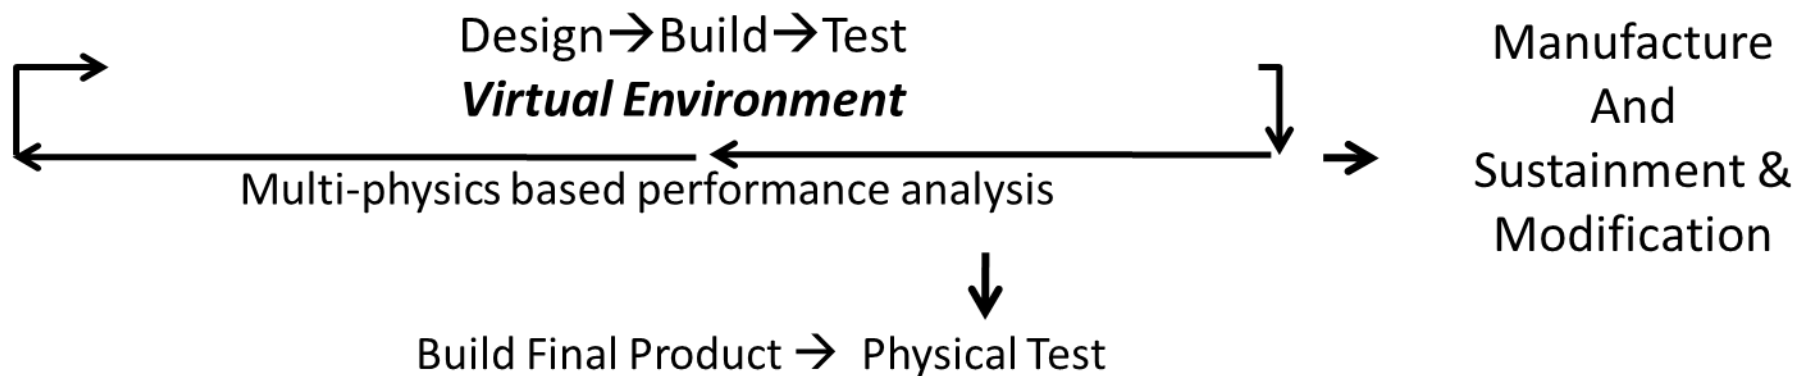 Design→Build→Test
Virtual Environment
Multi-physics based performance analysis
Build Final Product → Physical Test
Manufacture
And
Sustainment &
Modification